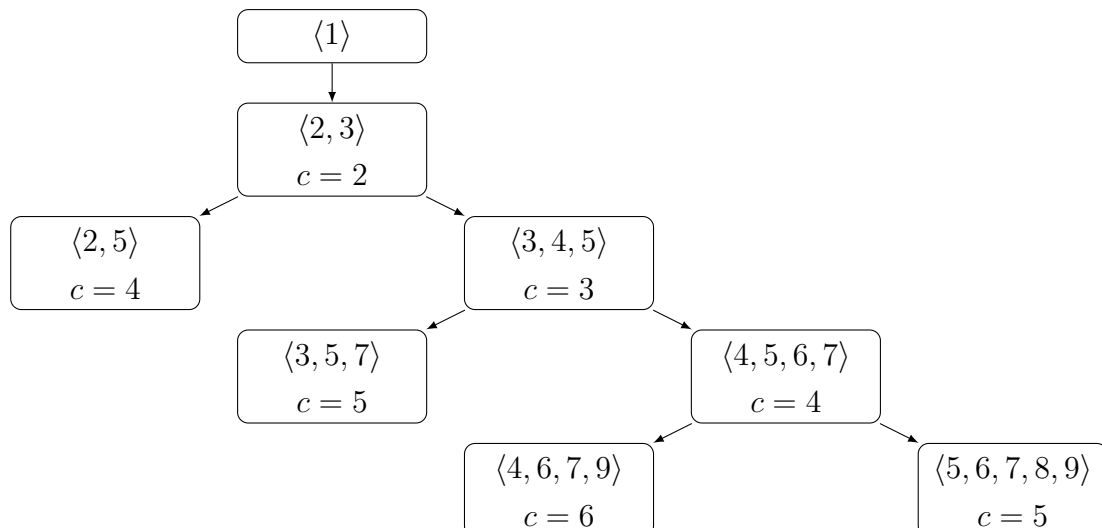 ⟨1⟩
⟨2, 3⟩
c = 2
⟨2, 5⟩
c = 4
⟨3, 4, 5⟩
c = 3
⟨3, 5, 7⟩
c = 5
⟨4, 5, 6, 7⟩
c = 4
⟨4, 6, 7, 9⟩
c = 6
⟨5, 6, 7, 8, 9⟩
c = 5